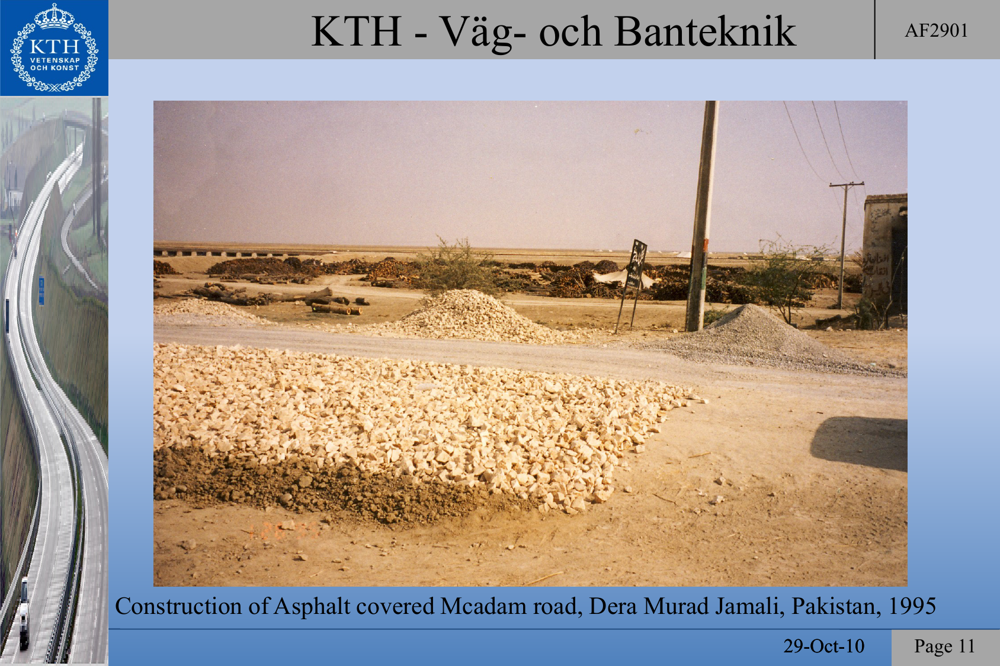 KTH
VETENSKAP
OCH KONST
KTH - Väg- och Banteknik
AF2901
Construction of Asphalt covered Mcadam road, Dera Murad Jamali, Pakistan, 1995
29-Oct-10
Page 11